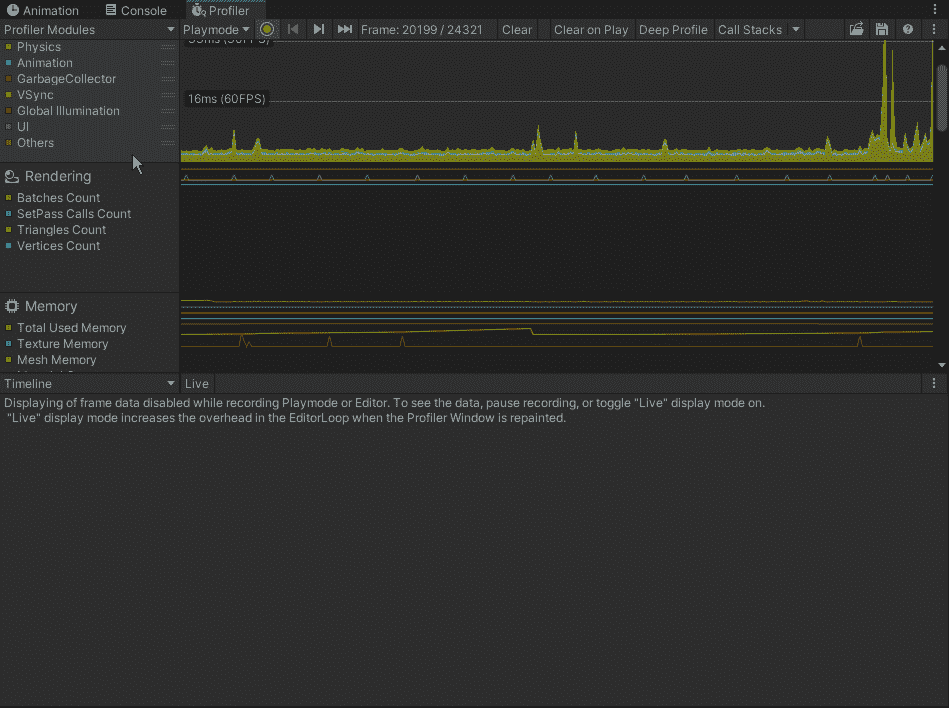 Animation Console Profiler
Profiler Modules Playmode Frame: 20199 / 24321 Clear Clear on Play Deep Profile Call Stacks
Physics
Animation
GarbageCollector
VSync
Global Illumination
UI
Others
16ms (60FPS)
Rendering
Batches Count
SetPass Calls Count
Triangles Count
Vertices Count
Memory
Total Used Memory
Texture Memory
Mesh Memory
Timeline Live
Displaying of frame data disabled while recording Playmode or Editor. To see the data, pause recording, or toggle "Live" display mode on.
"Live" display mode increases the overhead in the EditorLoop when the Profiler Window is repainted.